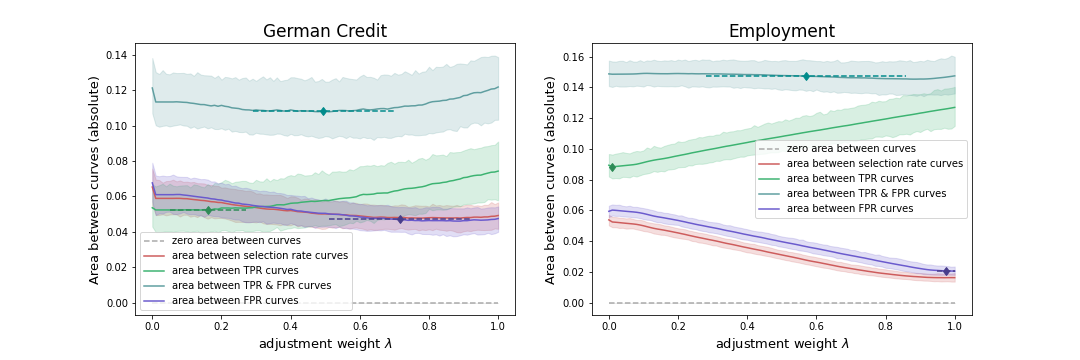 German Credit
Area between curves (absolute)
0.14
0.12
0.10
0.08
0.06
0.04
0.02
0.00
zero area between curves
area between selection rate curves
area between TPR curves
area between TPR & FPR curves
area between FPR curves
0.0 0.2 0.4 0.6 0.8 1.0
adjustment weight λ
Employment
Area between curves (absolute)
0.16
0.14
0.12
0.10
0.08
0.06
0.04
0.02
0.00
zero area between curves
area between selection rate curves
area between TPR curves
area between TPR & FPR curves
area between FPR curves
0.0 0.2 0.4 0.6 0.8 1.0
adjustment weight λ